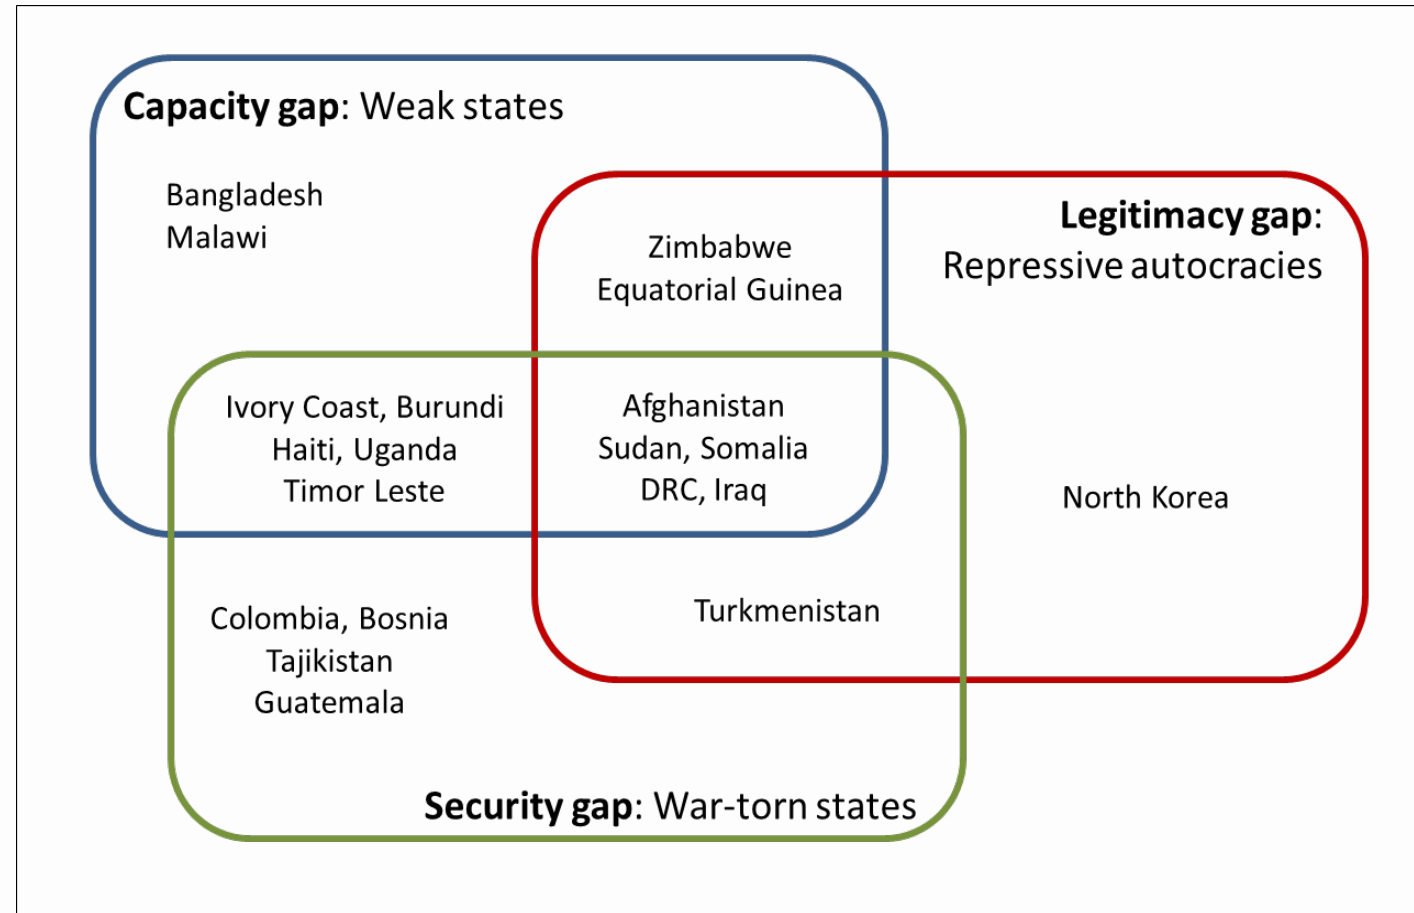 Capacity gap: Weak states
Bangladesh
Malawi
Legitimacy gap:
Repressive autocracies
Zimbabwe
Equatorial Guinea
Ivory Coast, Burundi
Haiti, Uganda
Timor Leste
Afghanistan
Sudan, Somalia
DRC, Iraq
North Korea
Colombia, Bosnia
Tajikistan
Guatemala
Turkmenistan
Security gap: War-torn states